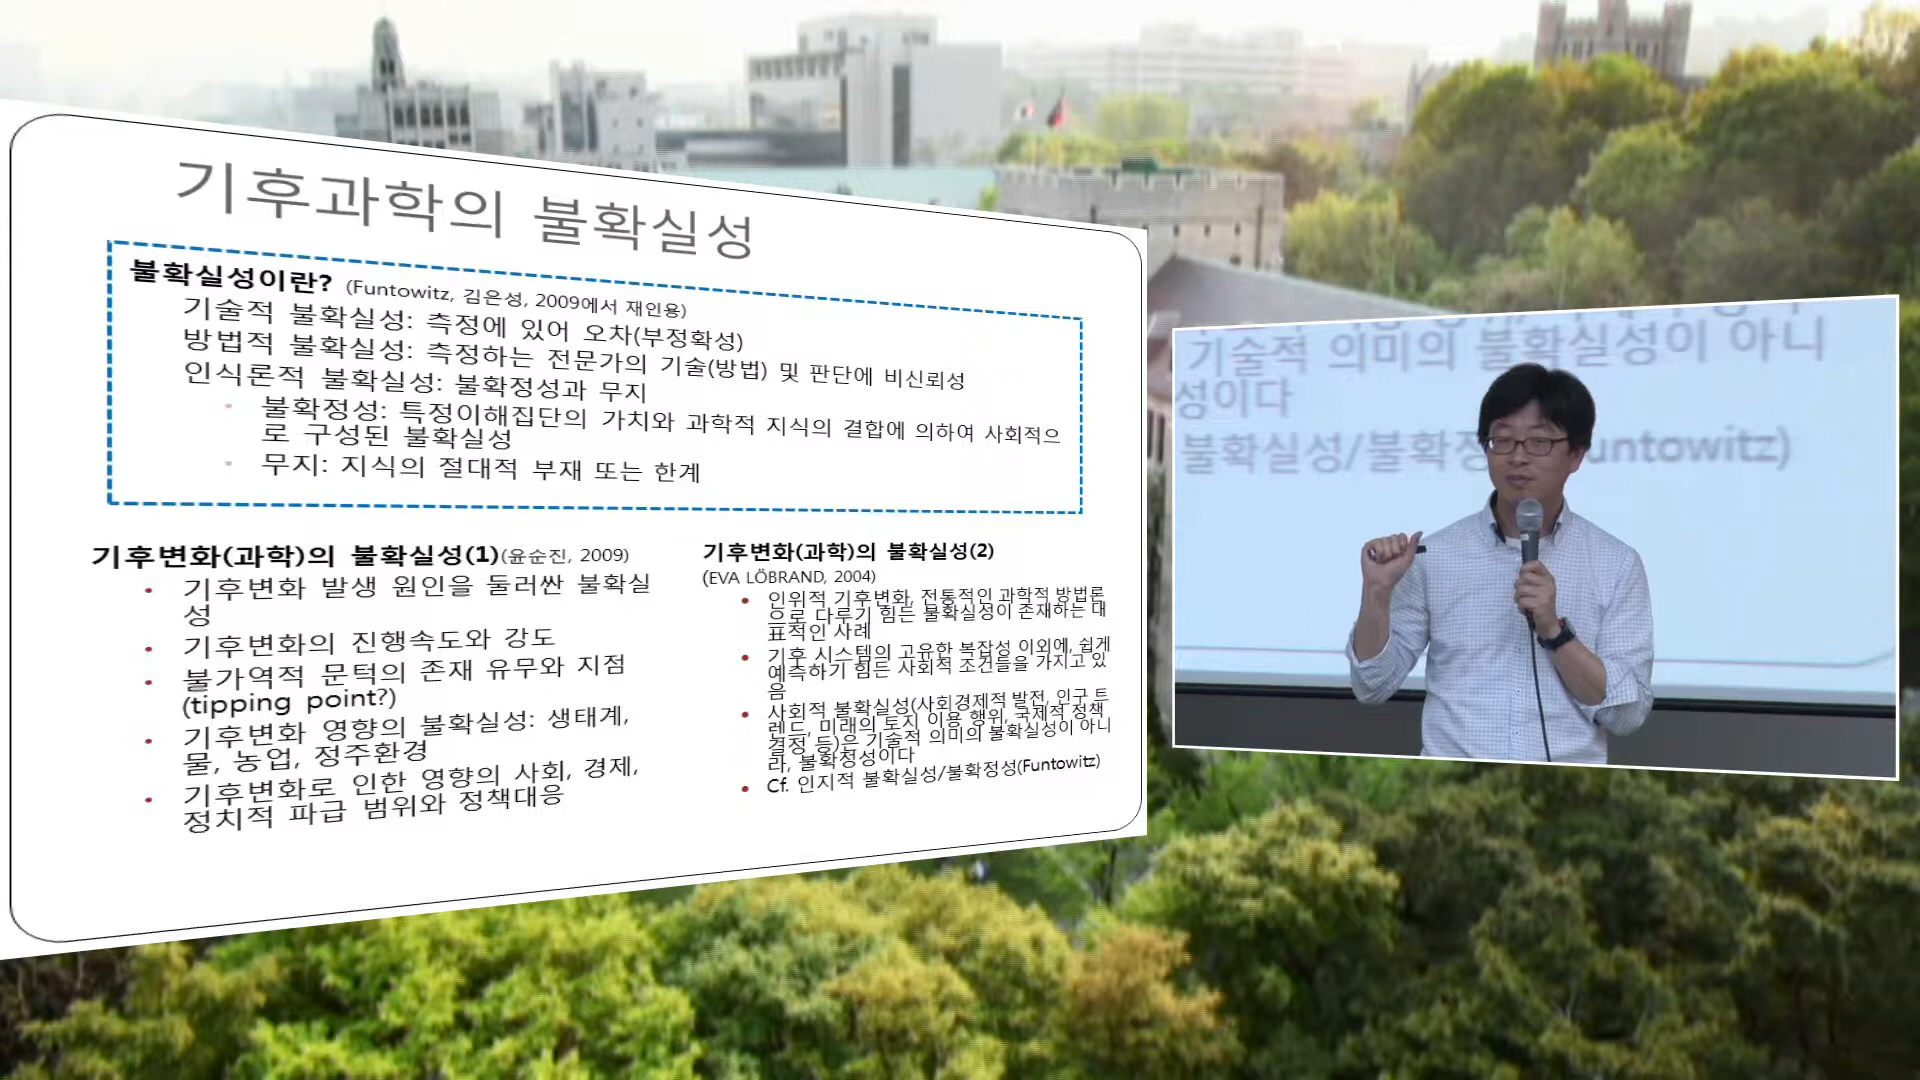 기후과학의 불확실성
불확실성이란? (Funtowitz, 김은성, 2009에서 재인용)
기술적 불확실성: 측정에 있어 오차(부정확성)
방법적 불확실성: 측정하는 전문가의 기술(방법) 및 판단에 비신뢰성
인식론적 불확실성: 불확정성과 무지
불확정성: 특정이해집단의 가치와 과학적 지식의 결합에 의하여 사회적으
로 구성된 불확실성
무지: 지식의 절대적 부재 또는 한계
기후변화(과학)의 불확실성(1)(윤순진, 2009)
기후변화 발생 원인을 둘러싼 불확실
성
기후변화의 진행속도와 강도
불가역적 문턱의 존재 유무와 지점
(tipping point?)
기후변화 영향의 불확실성: 생태계,
물, 농업, 정주환경
기후변화로 인한 영향의 사회, 경제,
정치적 파급 범위와 정책대응
기후변화(과학)의 불확실성(2)
(EVA LÖBRAND, 2004)
인위적 기후변화, 전통적인 과학적 방법론
으로 다루기 힘든 불확실성이 존재하는 대
표적인 사례
기후 시스템의 고유한 복잡성 이외에, 쉽게
예측하기 힘든 사회적 조건들을 가지고 있
음
사회적 불확실성(사회경제적 발전, 인구 트
렌드, 미래의 토지 이용 행위, 국제적 정책
결정 등)은 기술적 의미의 불확실성이 아니
라, 불확정성이다
Cf. 인지적 불확실성/불확정성(Funtowitz)
기술적 의미의 불확실성이 아니
성이다
불확실성/불확정 untowitz)